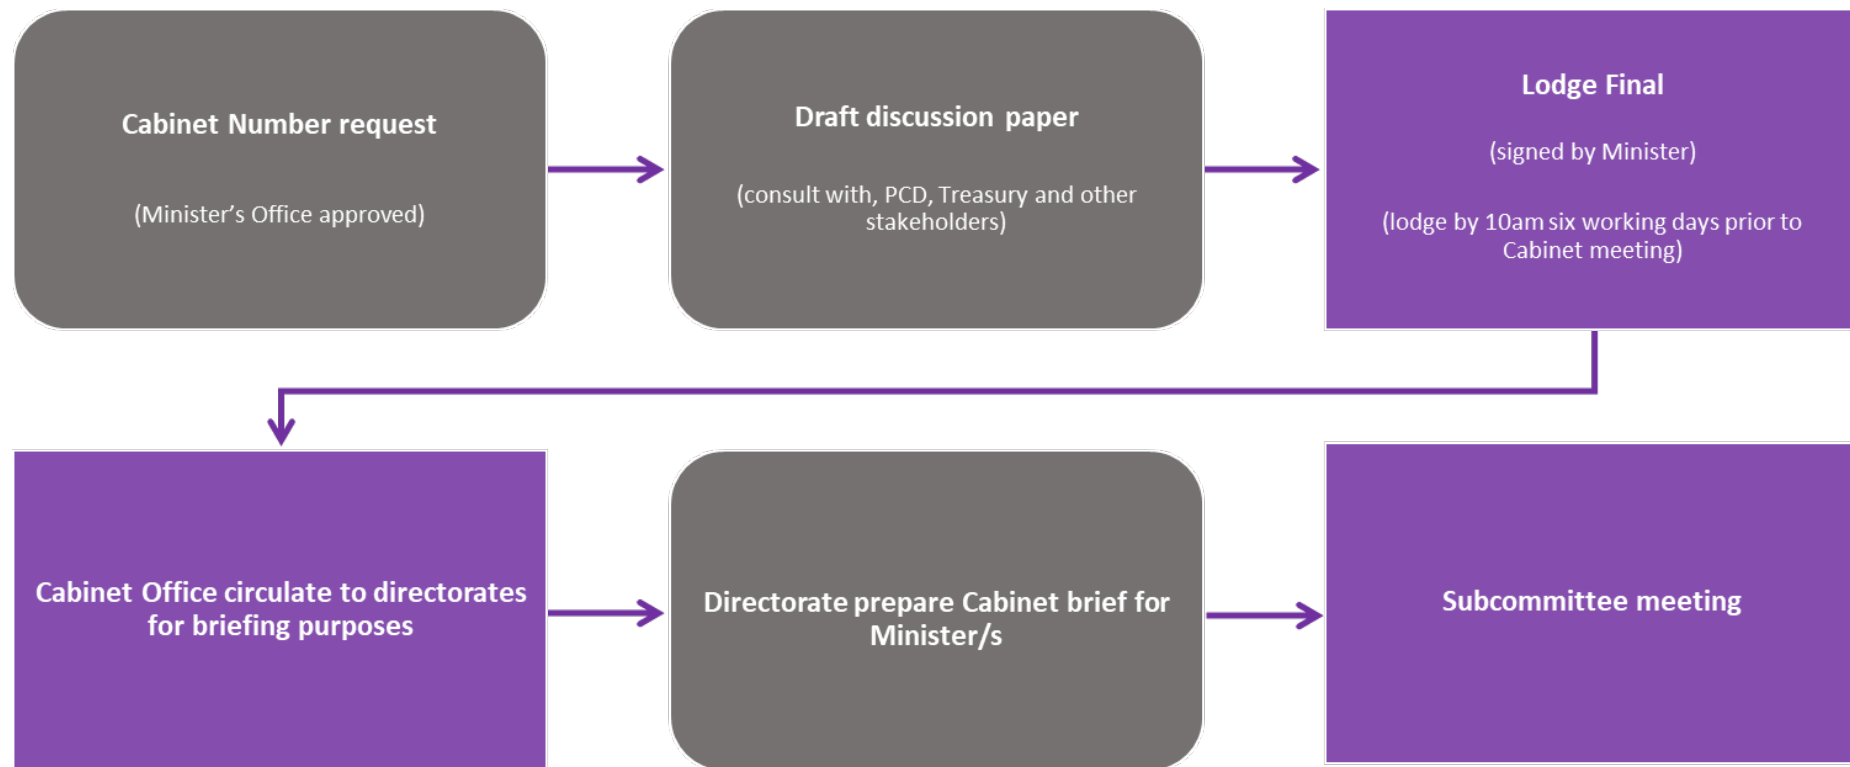 Cabinet Number request
(Minister’s Office approved)
Draft discussion paper
(consult with, PCD, Treasury and other
stakeholders)
Lodge Final
(signed by Minister)
(lodge by 10am six working days prior to
Cabinet meeting)
Cabinet Office circulate to directorates
for briefing purposes
Directorate prepare Cabinet brief for
Minister/s
Subcommittee meeting